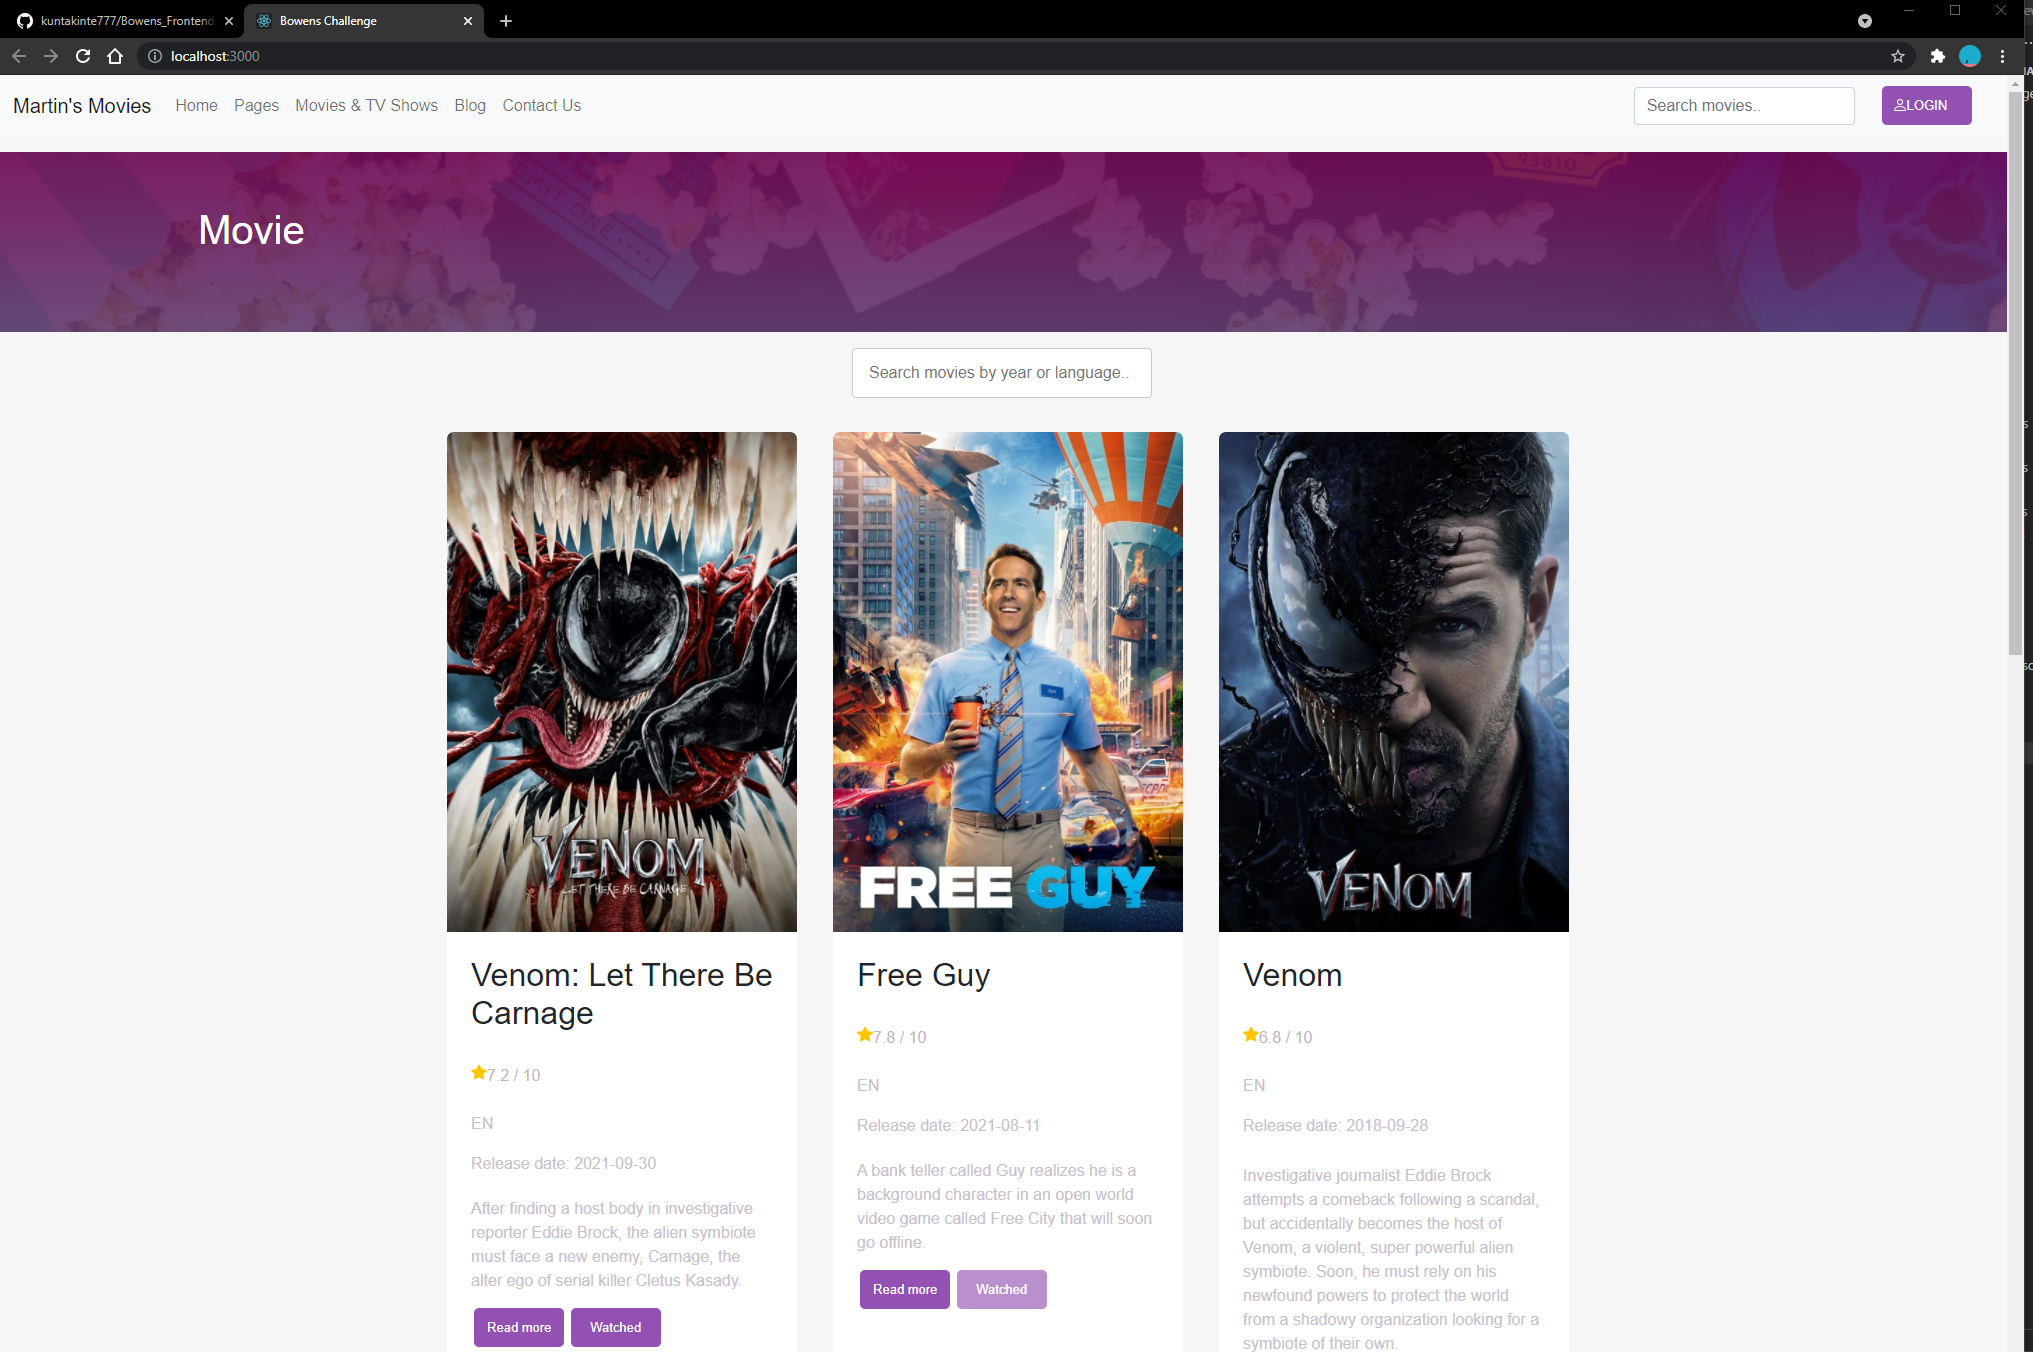 kuntakinte777/Bowens_Frontend
Bowens Challenge
localhost:3000
Martin's Movies
Home
Pages
Movies & TV Shows
Blog
Contact Us
Search movies..
LOGIN
93810
ADMIT ONE
Movie
Search movies by year or language..
VENOM
LET THERE BE CARNAGE
GUY
FREE GUY
VENOM
Venom: Let There Be
Carnage
7.2 / 10
EN
Release date: 2021-09-30
After finding a host body in investigative
reporter Eddie Brock, the alien symbiote
must face a new enemy, Carnage, the
alter ego of serial killer Cletus Kasady.
Read more
Watched
Free Guy
7.8 / 10
EN
Release date: 2021-08-11
A bank teller called Guy realizes he is a
background character in an open world
video game called Free City that will soon
go offline.
Read more
Watched
Venom
6.8 / 10
EN
Release date: 2018-09-28
Investigative journalist Eddie Brock
attempts a comeback following a scandal,
but accidentally becomes the host of
Venom, a violent, super powerful alien
symbiote. Soon, he must rely on his
newfound powers to protect the world
from a shadowy organization looking for a
symbiote of their own.